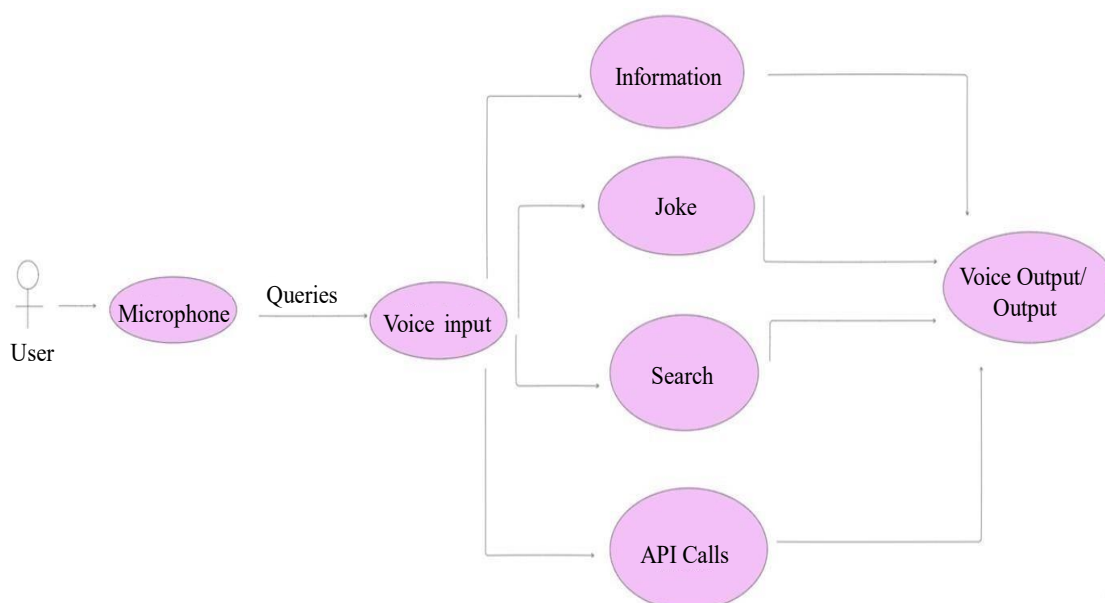 Information
Joke
Voice Output/
Output
Queries
Microphone
Voice input
User
Search
API Calls